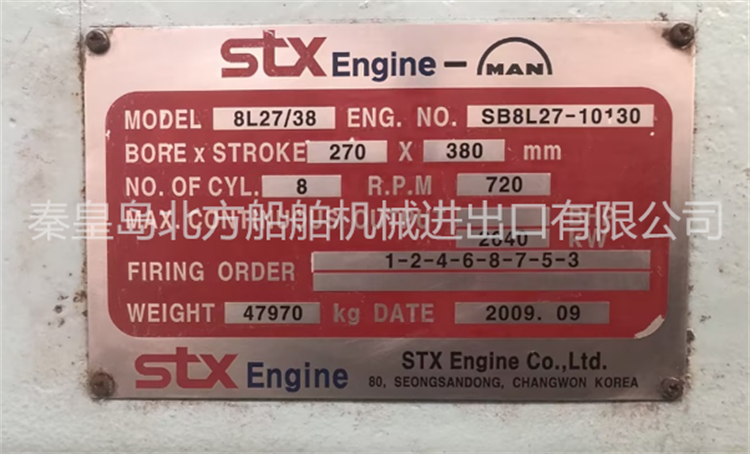 STX Engine - MAN
MODEL 8L27/38 ENG. NO. SB8L27-10130
BORE x STROKE 270 X 380 mm
NO. OF CYL. 8 R.P.M 720
秦皇岛北方船舶机械进出口有限公司
MAX. 2640 kW
FIRING ORDER 1-2-4-6-8-7-5-3
WEIGHT 47970 kg DATE 2009. 09
STX Engine STX Engine Co.,Ltd.
80, SEONGSANDONG, CHANGWON KOREA